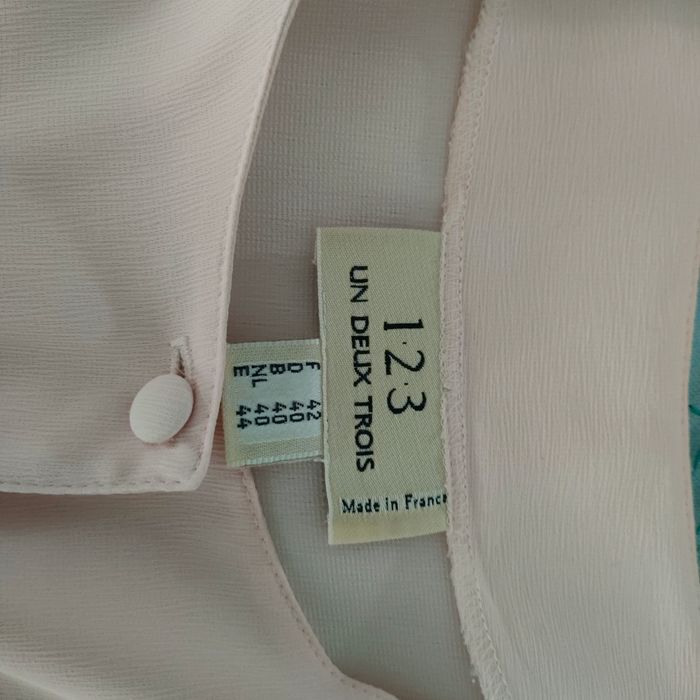 1·2·3
UN DEUX TROIS
Made in France
F 42
D 40
B 40
NL 40
E 44